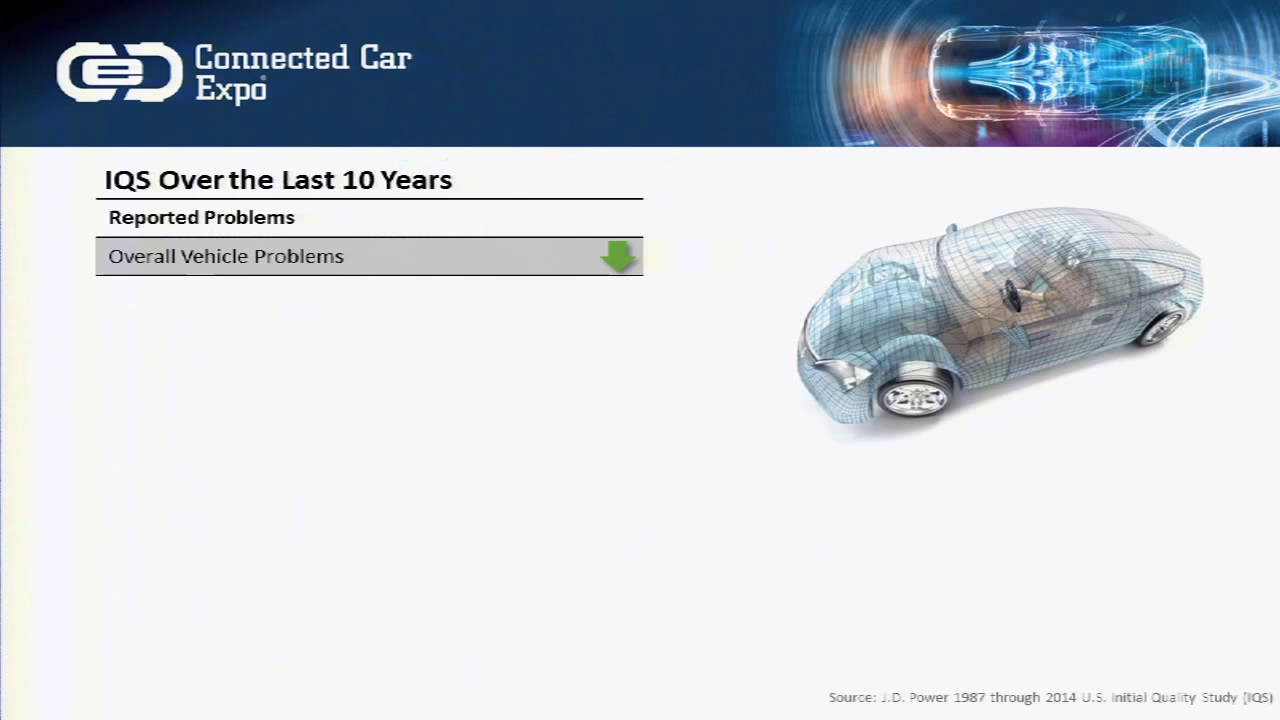 Connected Car
Expo
IQS Over the Last 10 Years
Reported Problems
Overall Vehicle Problems
Source: J.D. Power 1987 through 2014 U.S. Initial Quality Study (IQS)